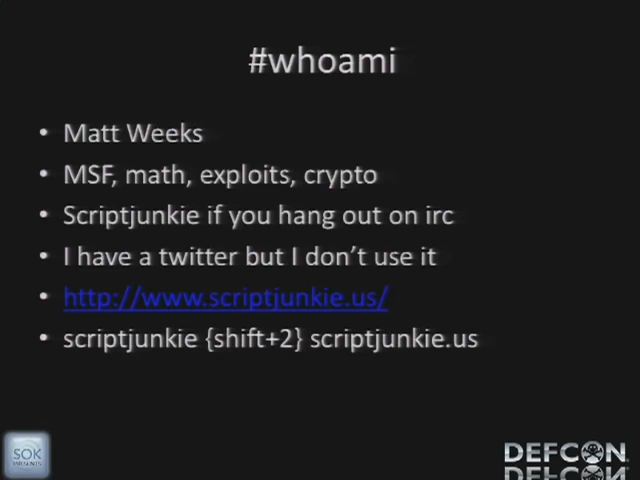 #whoami
• Matt Weeks
• MSF, math, exploits, crypto
• Scriptjunkie if you hang out on irc
• I have a twitter but I don't use it
• http://www.scriptjunkie.us/
• scriptjunkie {shift+2} scriptjunkie.us
SOK
DEFCON